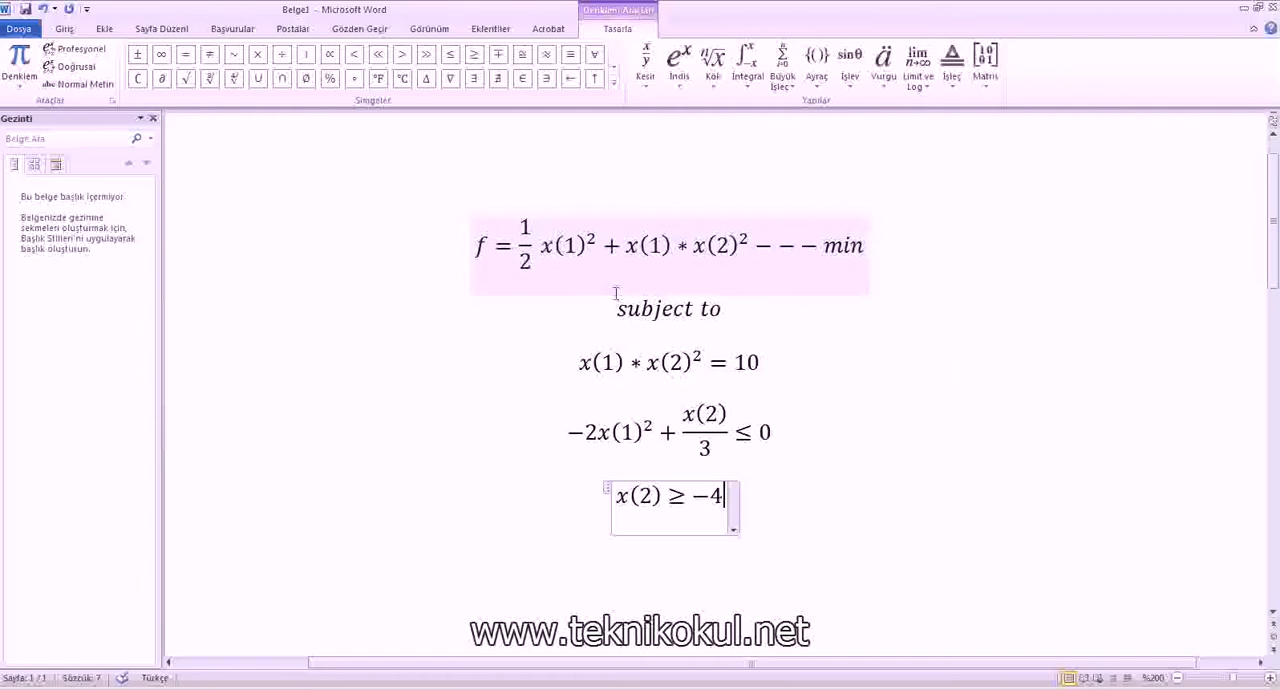 Belge1 - Microsoft Word
Denklem Araçları
Dosya Giriş Ekle Sayfa Düzeni Başvurular Postalar Gözden Geçir Görünüm Eklentiler Acrobat Tasarla
π Denklem
Profesyonel
Doğrusal
abc Normal Metin
± ∞ = ≠ ~ × ÷ ! ∝ < ≪ > ≫ ≤ ≥ ∓ ≅ ≈ ≡ ∀
∁ ∂ √ ∛ ∜ ∪ ∩ ∅ % ° °F °C ∆ ∇ ∃ ∄ ∈ ∋ ← ↑
Kesir İndis Kök İntegral Büyük İşleç Ayraç İşlev Vurgu Limit ve Log İşleç Matris
Araçlar Simgeler Yapılar
Gezinti
Belge Ara
Bu belge başlık içermiyor.
Belgenizde gezinme
sekmeleri oluşturmak için,
Başlık Stilleri'ni uygulayarak
başlık oluşturun.
f = 1/2 x(1)² + x(1) * x(2)² - - - min
subject to
x(1) * x(2)² = 10
−2x(1)² + x(2)/3 ≤ 0
x(2) ≥ −4
www.teknikokul.net
Sayfa: 1 / 1 Sözcük: 7 Türkçe %200